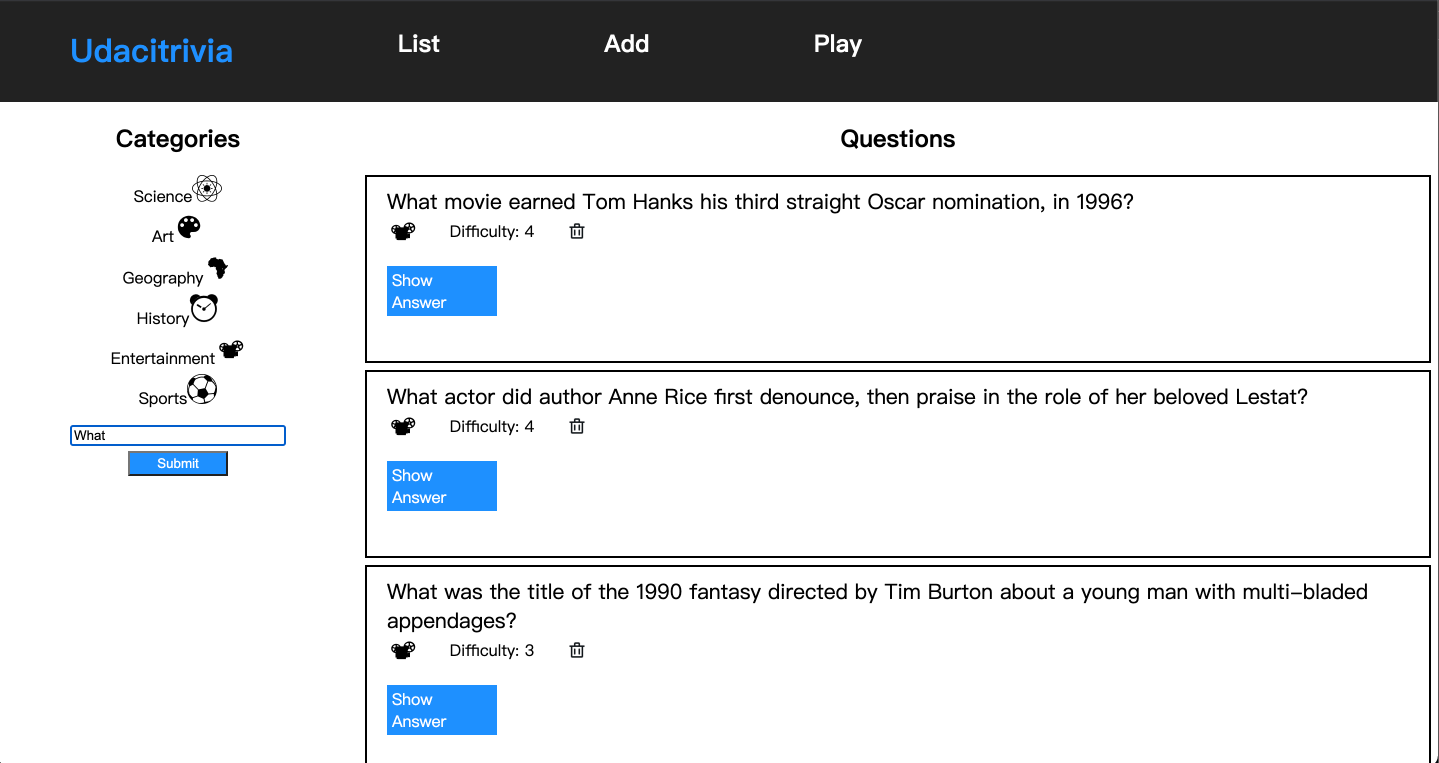 Udacitrivia
List
Add
Play
Categories
Science
Art
Geography
History
Entertainment
Sports
What
Submit
Questions
What movie earned Tom Hanks his third straight Oscar nomination, in 1996?
Difficulty: 4
Show
Answer
What actor did author Anne Rice first denounce, then praise in the role of her beloved Lestat?
Difficulty: 4
Show
Answer
What was the title of the 1990 fantasy directed by Tim Burton about a young man with multi-bladed
appendages?
Difficulty: 3
Show
Answer